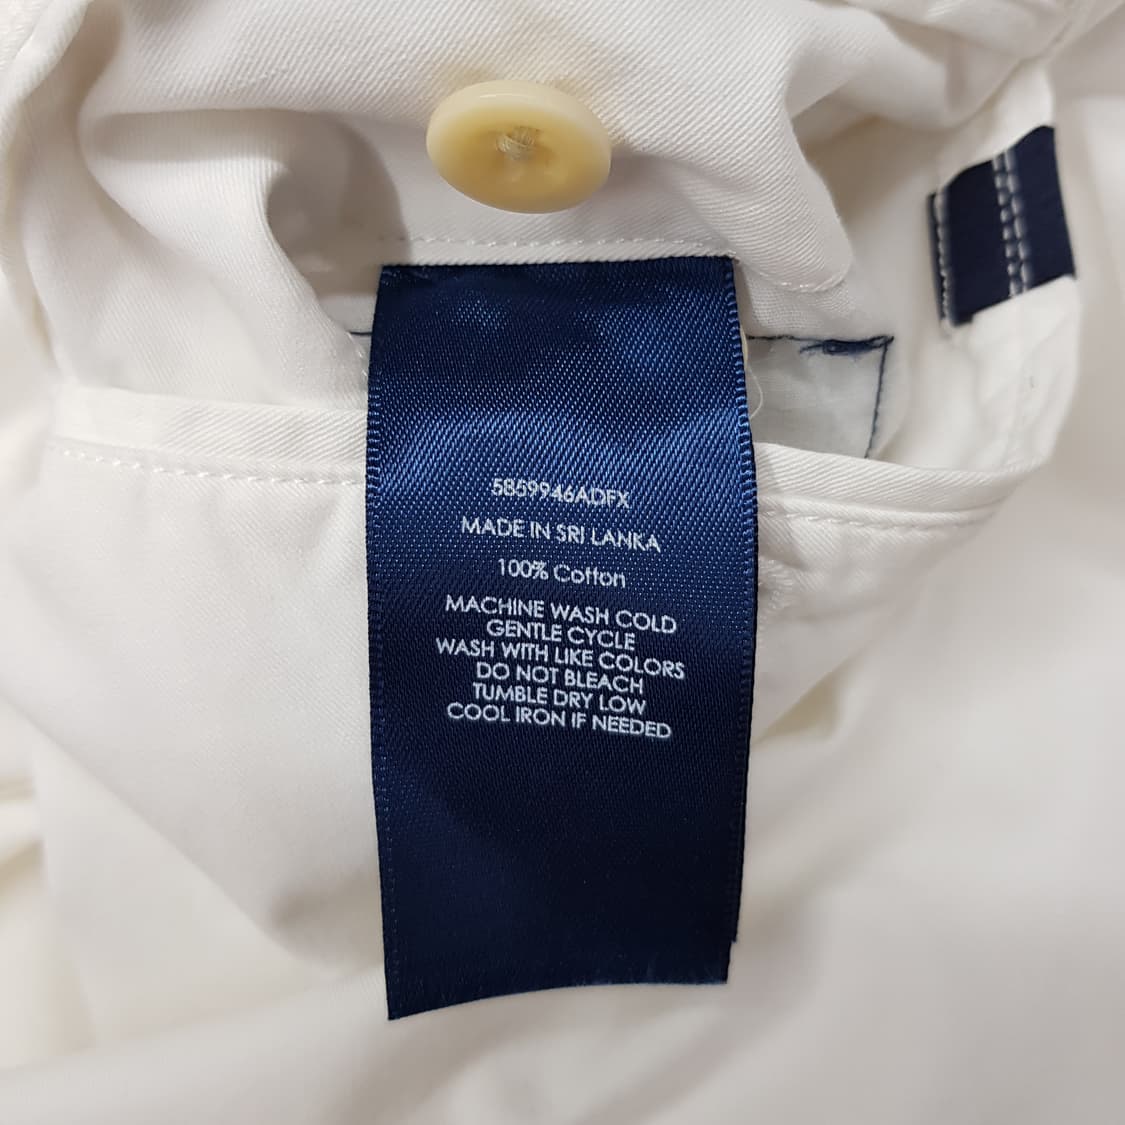 5859946ADFX
MADE IN SRI LANKA
100% Cotton
MACHINE WASH COLD
GENTLE CYCLE
WASH WITH LIKE COLORS
DO NOT BLEACH
TUMBLE DRY LOW
COOL IRON IF NEEDED